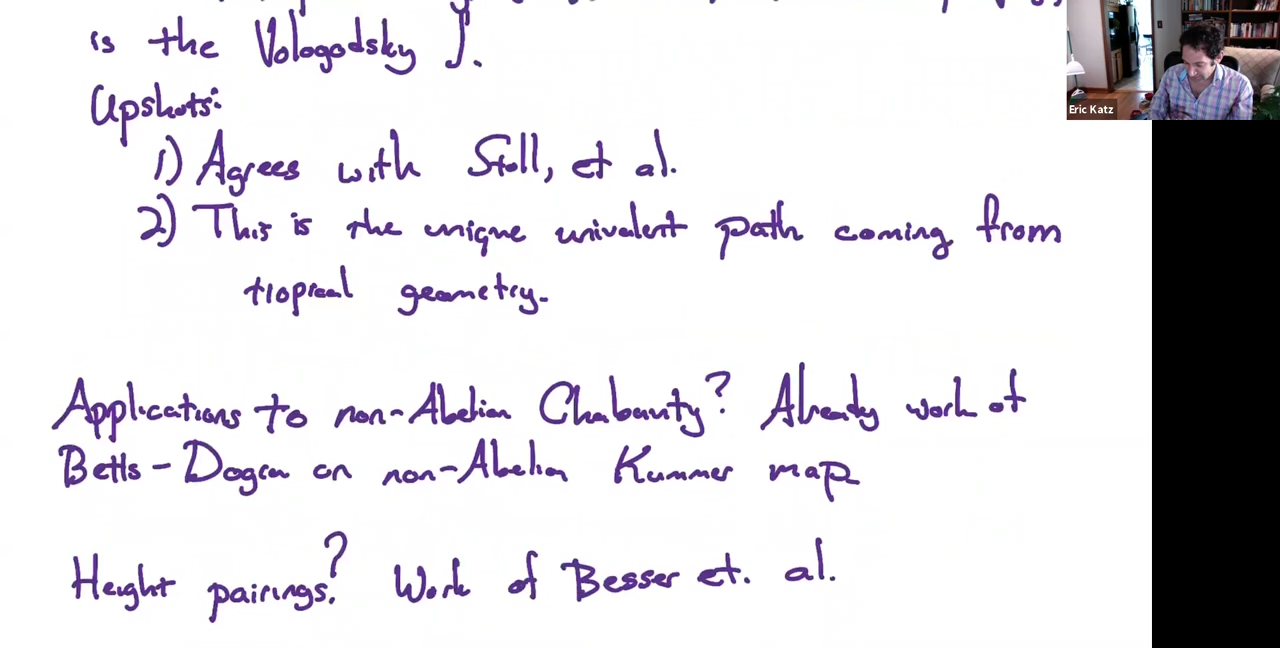 is the Vologodsky ∫.
Upshots:
1) Agrees with Stoll, et al.
2) This is the unique univalent path coming from
tropical geometry.
Applications to non-Abelian Chabauty? Already work of
Betts-Dogra on non-Abelian Kummer map
Height pairings? Work of Besser et. al.
Eric Katz